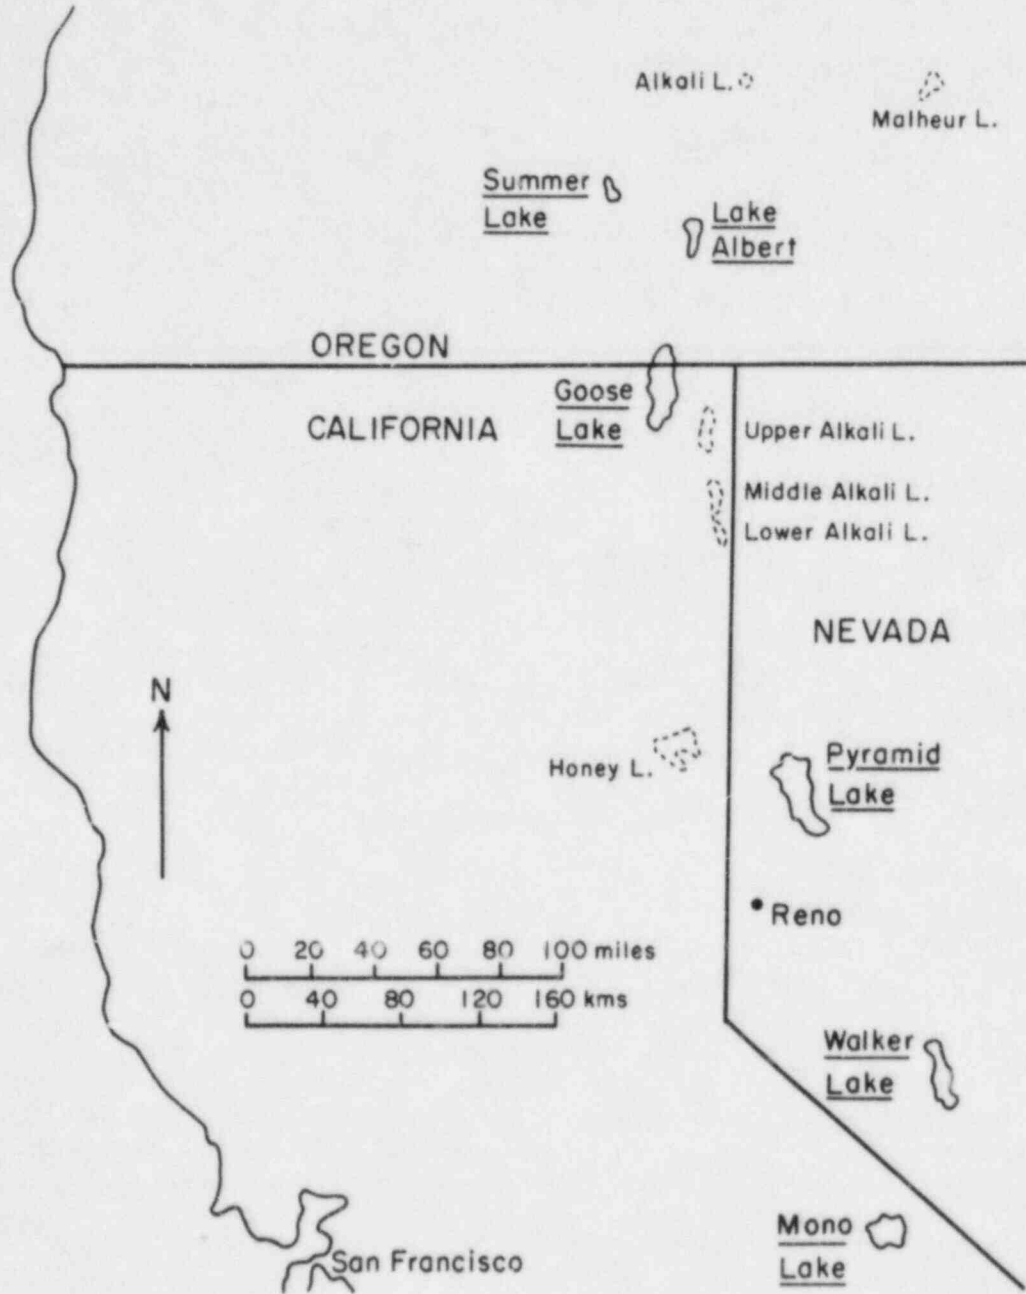 Alkali L.
Malheur L.
Summer
Lake
Lake
Albert
OREGON
Goose
Lake
CALIFORNIA
Upper Alkali L.
Middle Alkali L.
Lower Alkali L.
NEVADA
N
Honey L.
Pyramid
Lake
Reno
0 20 40 60 80 100 miles
0 40 80 120 160 kms
Walker
Lake
Mono
Lake
San Francisco